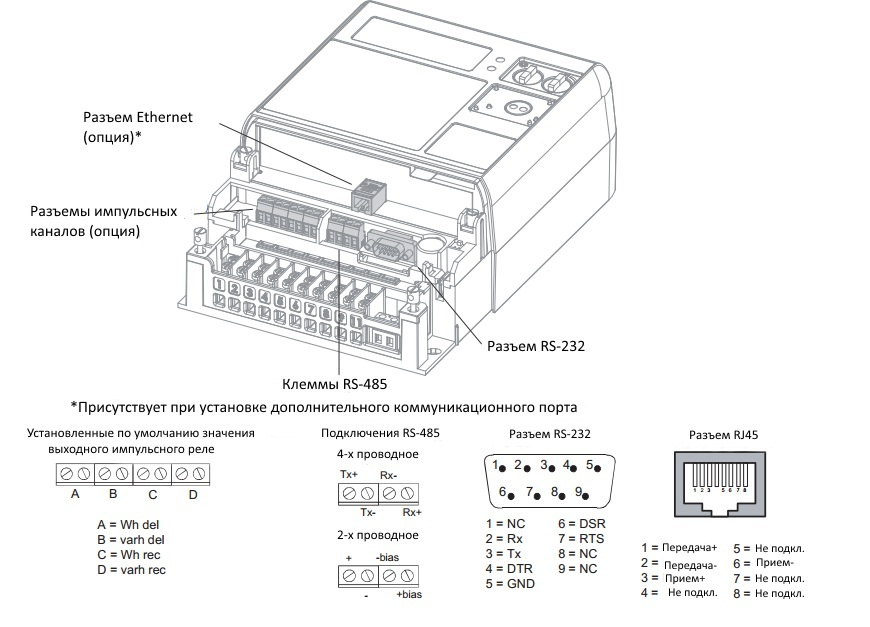 Разъем Ethernet
(опция)*
Разъемы импульсных
каналов (опция)
1 2 3 4 5 6 7 8 9 1
Разъем RS-232
Клеммы RS-485
*Присутствует при установке дополнительного коммуникационного порта
Установленные по умолчанию значения
выходного импульсного реле
A B C D
A = Wh del
B = varh del
C = Wh rec
D = varh rec
Подключения RS-485
4-х проводное
Tx+ Rx-
Tx- Rx+
2-х проводное
+ -bias
- +bias
Разъем RS-232
1 2 3 4 5
6 7 8 9
1 = NC 6 = DSR
2 = Rx 7 = RTS
3 = Tx 8 = NC
4 = DTR 9 = NC
5 = GND
Разъем RJ45
1 2 3 4 5 6 7 8
1 = Передача+ 5 = Не подкл.
2 = Передача- 6 = Прием-
3 = Прием+ 7 = Не подкл.
4 = Не подкл. 8 = Не подкл.